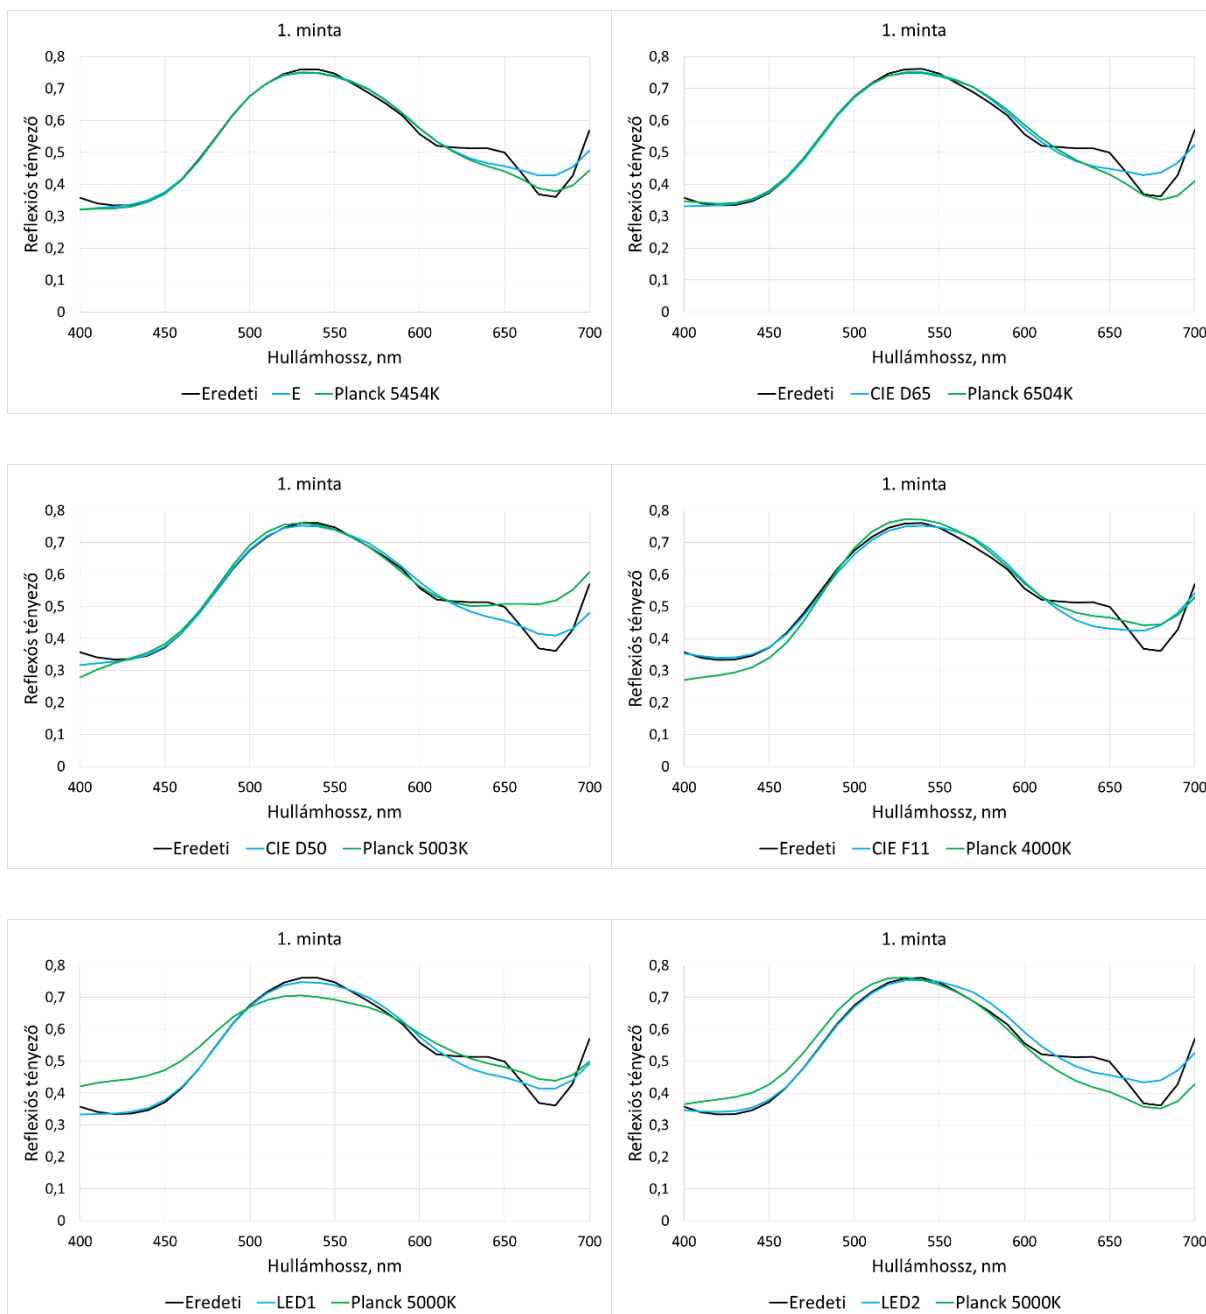 1. minta
0,8
0,7
0,6
0,5
0,4
0,3
0,2
0,1
0
Reflexiós tényező
400 450 500 550 600 650 700
Hullámhossz, nm
Eredeti E Planck 5454K
1. minta
0,8
0,7
0,6
0,5
0,4
0,3
0,2
0,1
0
Reflexiós tényező
400 450 500 550 600 650 700
Hullámhossz, nm
Eredeti CIE D65 Planck 6504K
1. minta
0,8
0,7
0,6
0,5
0,4
0,3
0,2
0,1
0
Reflexiós tényező
400 450 500 550 600 650 700
Hullámhossz, nm
Eredeti CIE D50 Planck 5003K
1. minta
0,8
0,7
0,6
0,5
0,4
0,3
0,2
0,1
0
Reflexiós tényező
400 450 500 550 600 650 700
Hullámhossz, nm
Eredeti CIE F11 Planck 4000K
1. minta
0,8
0,7
0,6
0,5
0,4
0,3
0,2
0,1
0
Reflexiós tényező
400 450 500 550 600 650 700
Hullámhossz, nm
Eredeti LED1 Planck 5000K
1. minta
0,8
0,7
0,6
0,5
0,4
0,3
0,2
0,1
0
Reflexiós tényező
400 450 500 550 600 650 700
Hullámhossz, nm
Eredeti LED2 Planck 5000K